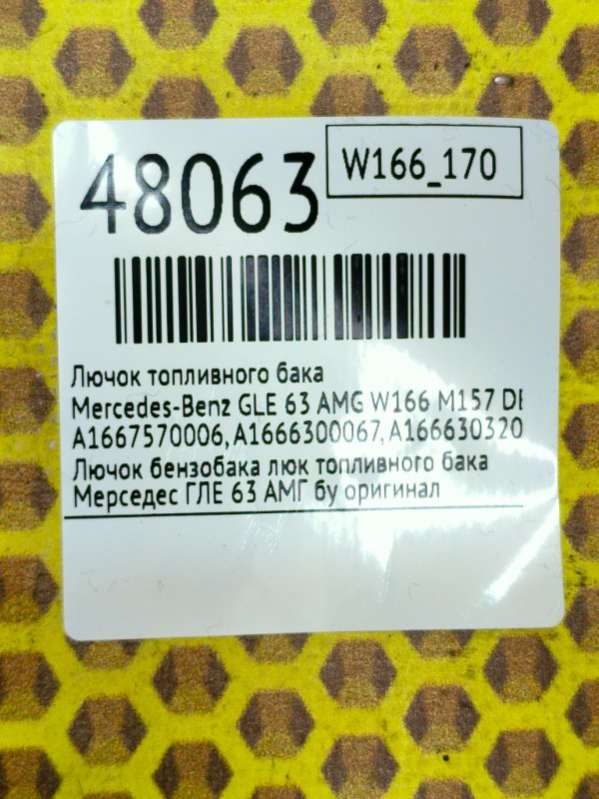 48063
W166_170
Лючок топливного бака
Mercedes-Benz GLE 63 AMG W166 M157
A1667570006, A1666300067, A166630320
Лючок бензобака люк топливного бака
Мерседес ГЛЕ 63 АМГ бу оригинал